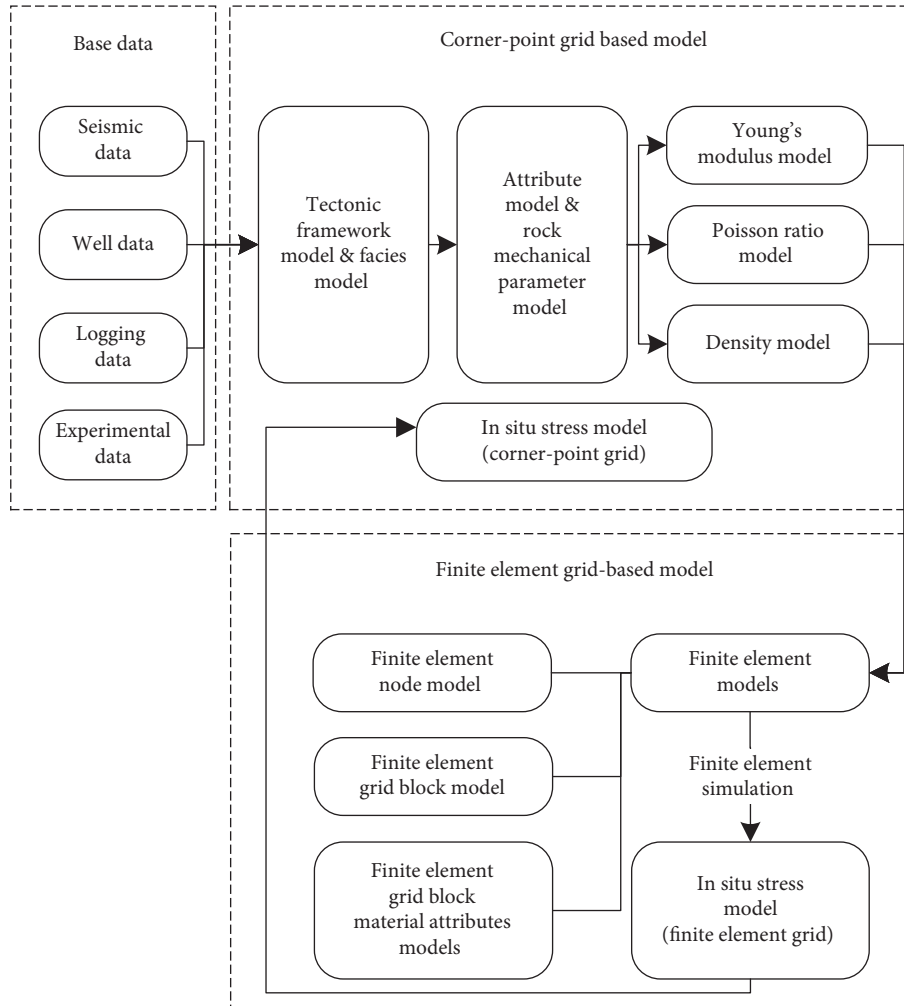 Base data
Seismic
data
Well data
Logging
data
Experimental
data
Corner-point grid based model
Tectonic
framework
model & facies
model
Attribute
model &
rock
mechanical
parameter
model
Young's
modulus model
Poisson ratio
model
Density model
In situ stress model
(corner-point grid)
Finite element grid-based model
Finite element
node model
Finite element
grid block model
Finite element
grid block
material attributes
models
Finite element
models
Finite element
simulation
In situ stress
model
(finite element grid)